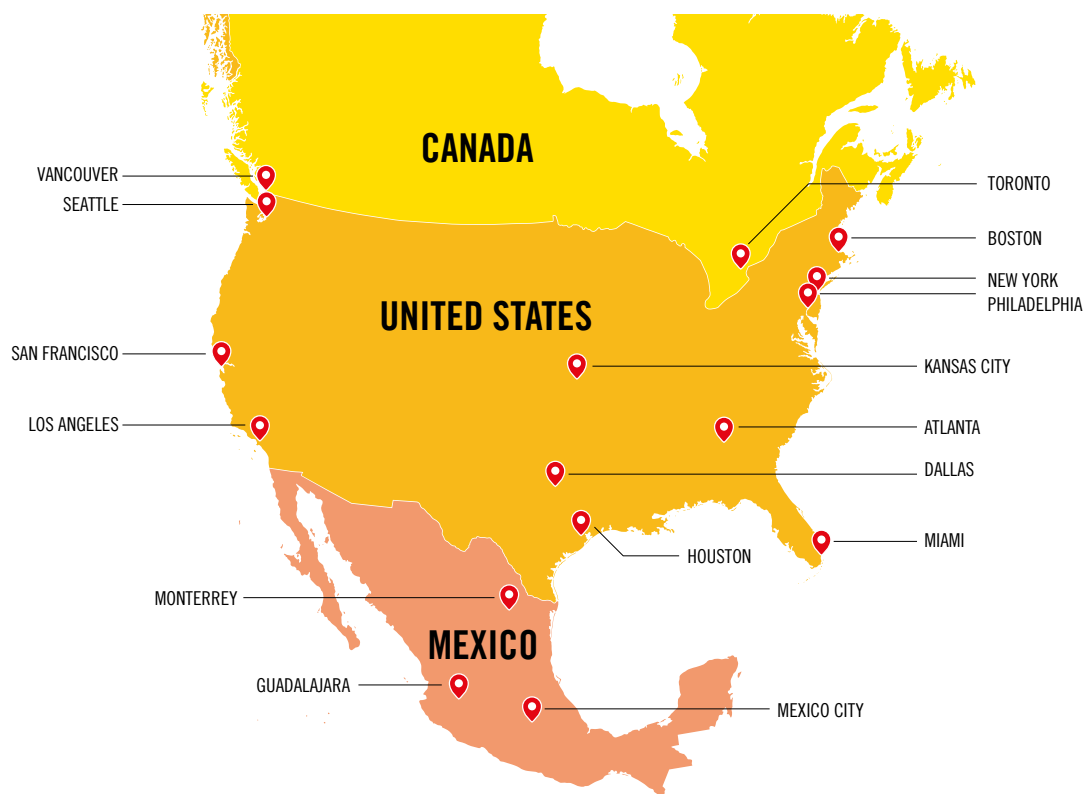 CANADA
VANCOUVER
SEATTLE
TORONTO
BOSTON
NEW YORK
PHILADELPHIA
UNITED STATES
SAN FRANCISCO
KANSAS CITY
LOS ANGELES
ATLANTA
DALLAS
MIAMI
HOUSTON
MONTERREY
MEXICO
GUADALAJARA
MEXICO CITY